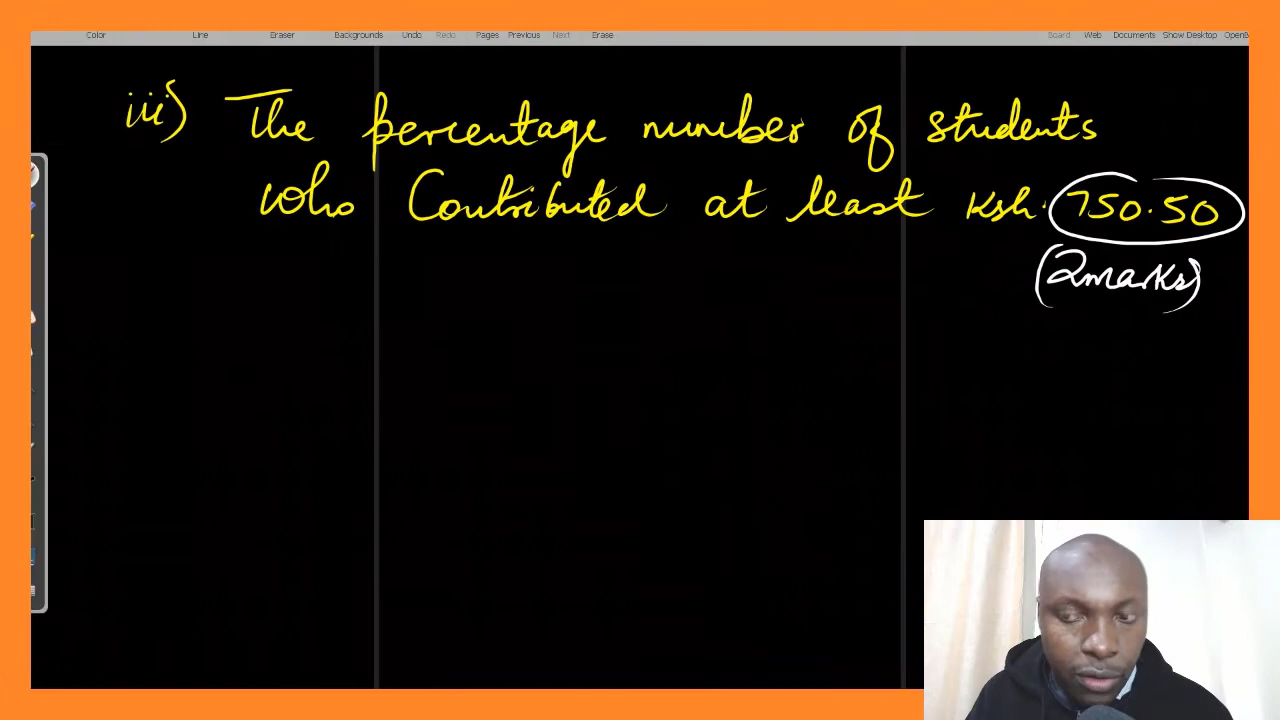 Color Line Eraser Backgrounds Undo Redo Pages Previous Next Erase Board Web Documents Show Desktop OpenB
iii) The percentage number of students
who Contributed at least Ksh. 750.50
(2marks)